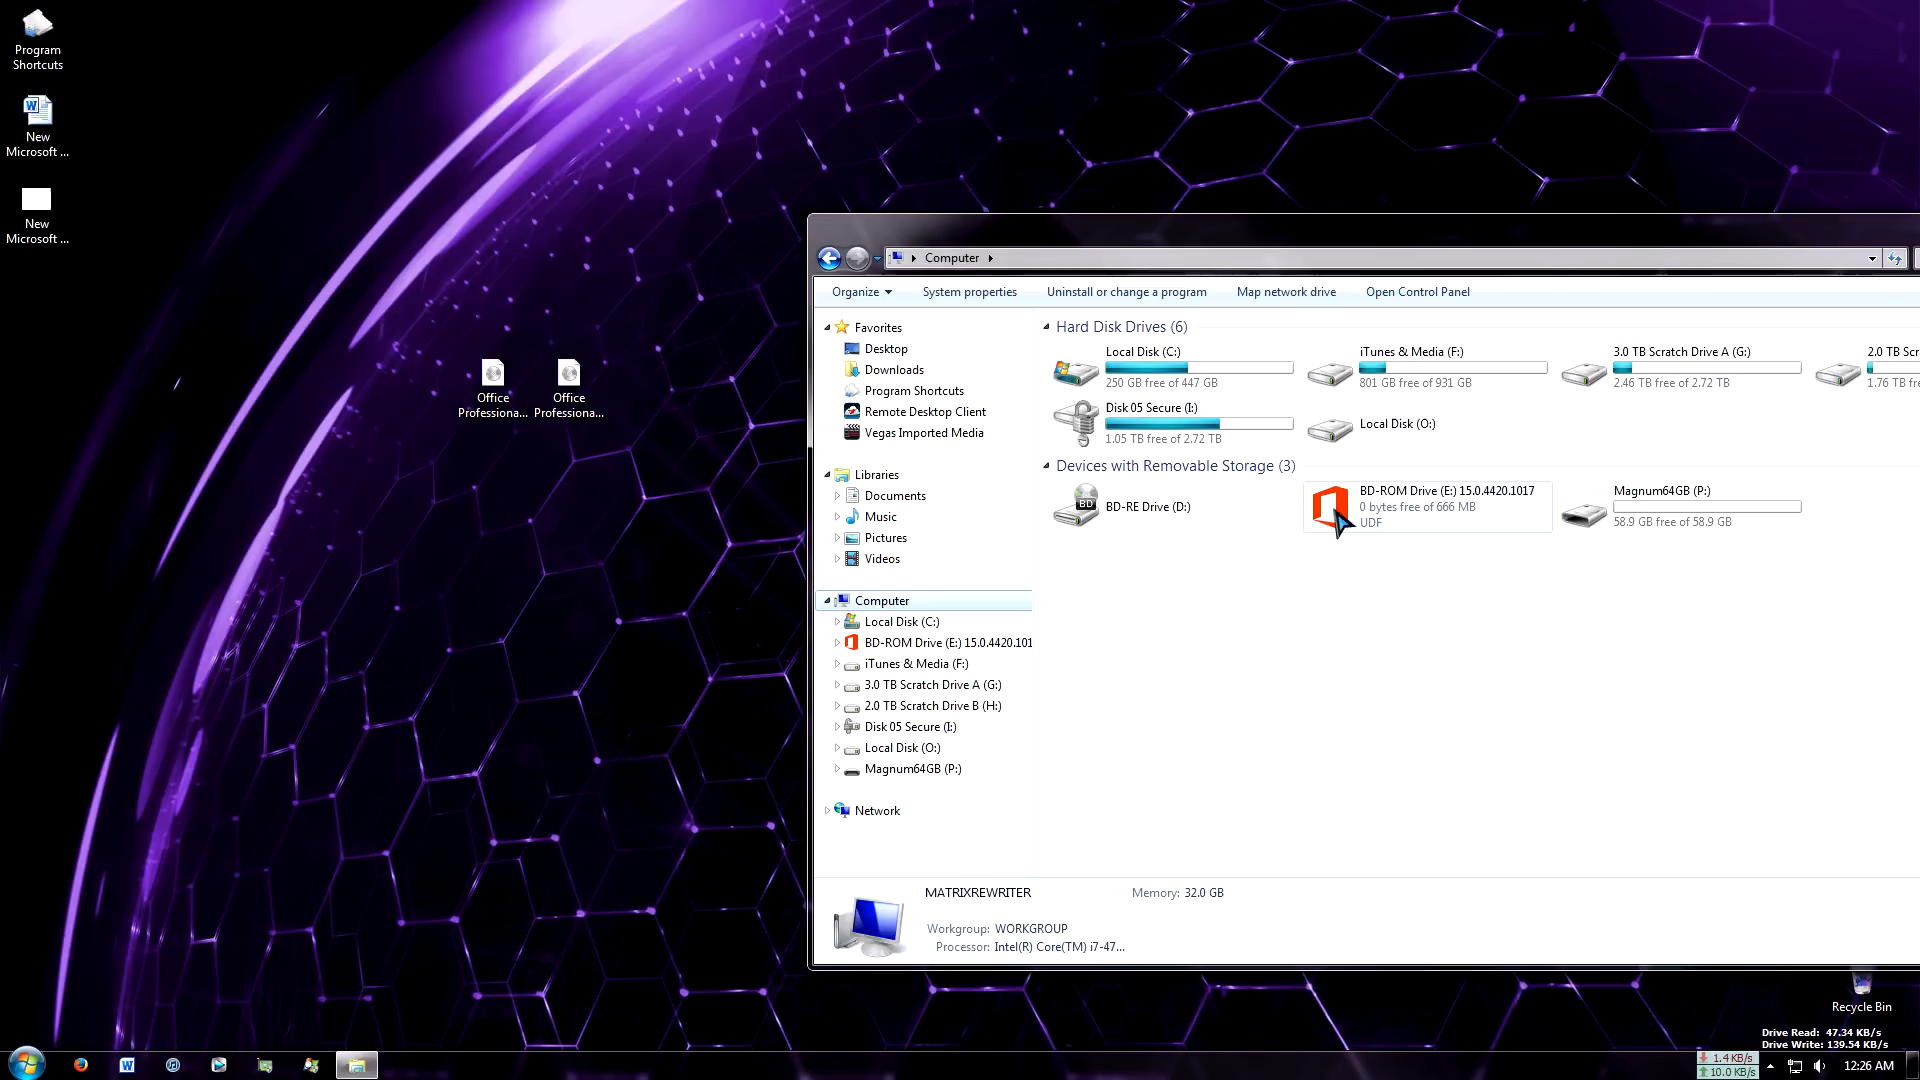 Program
Shortcuts
New
Microsoft ...
New
Microsoft ...
Office
Professiona...
Office
Professiona...
Computer
Organize
System properties
Uninstall or change a program
Map network drive
Open Control Panel
Favorites
Desktop
Downloads
Program Shortcuts
Remote Desktop Client
Vegas Imported Media
Libraries
Documents
Music
Pictures
Videos
Computer
Local Disk (C:)
BD-ROM Drive (E:) 15.0.4420.101
iTunes & Media (F:)
3.0 TB Scratch Drive A (G:)
2.0 TB Scratch Drive B (H:)
Disk 05 Secure (I:)
Local Disk (O:)
Magnum64GB (P:)
Network
Hard Disk Drives (6)
Local Disk (C:)
250 GB free of 447 GB
iTunes & Media (F:)
801 GB free of 931 GB
3.0 TB Scratch Drive A (G:)
2.46 TB free of 2.72 TB
2.0 TB Scr
1.76 TB fre
Disk 05 Secure (I:)
1.05 TB free of 2.72 TB
Local Disk (O:)
Devices with Removable Storage (3)
BD
BD-RE Drive (D:)
BD-ROM Drive (E:) 15.0.4420.1017
0 bytes free of 666 MB
UDF
Magnum64GB (P:)
58.9 GB free of 58.9 GB
MATRIXREWRITER
Memory: 32.0 GB
Workgroup: WORKGROUP
Processor: Intel(R) Core(TM) i7-47...
Recycle Bin
Drive Read: 47.34 KB/s
Drive Write: 139.54 KB/s
1.4 KB/s
10.0 KB/s
12:26 AM